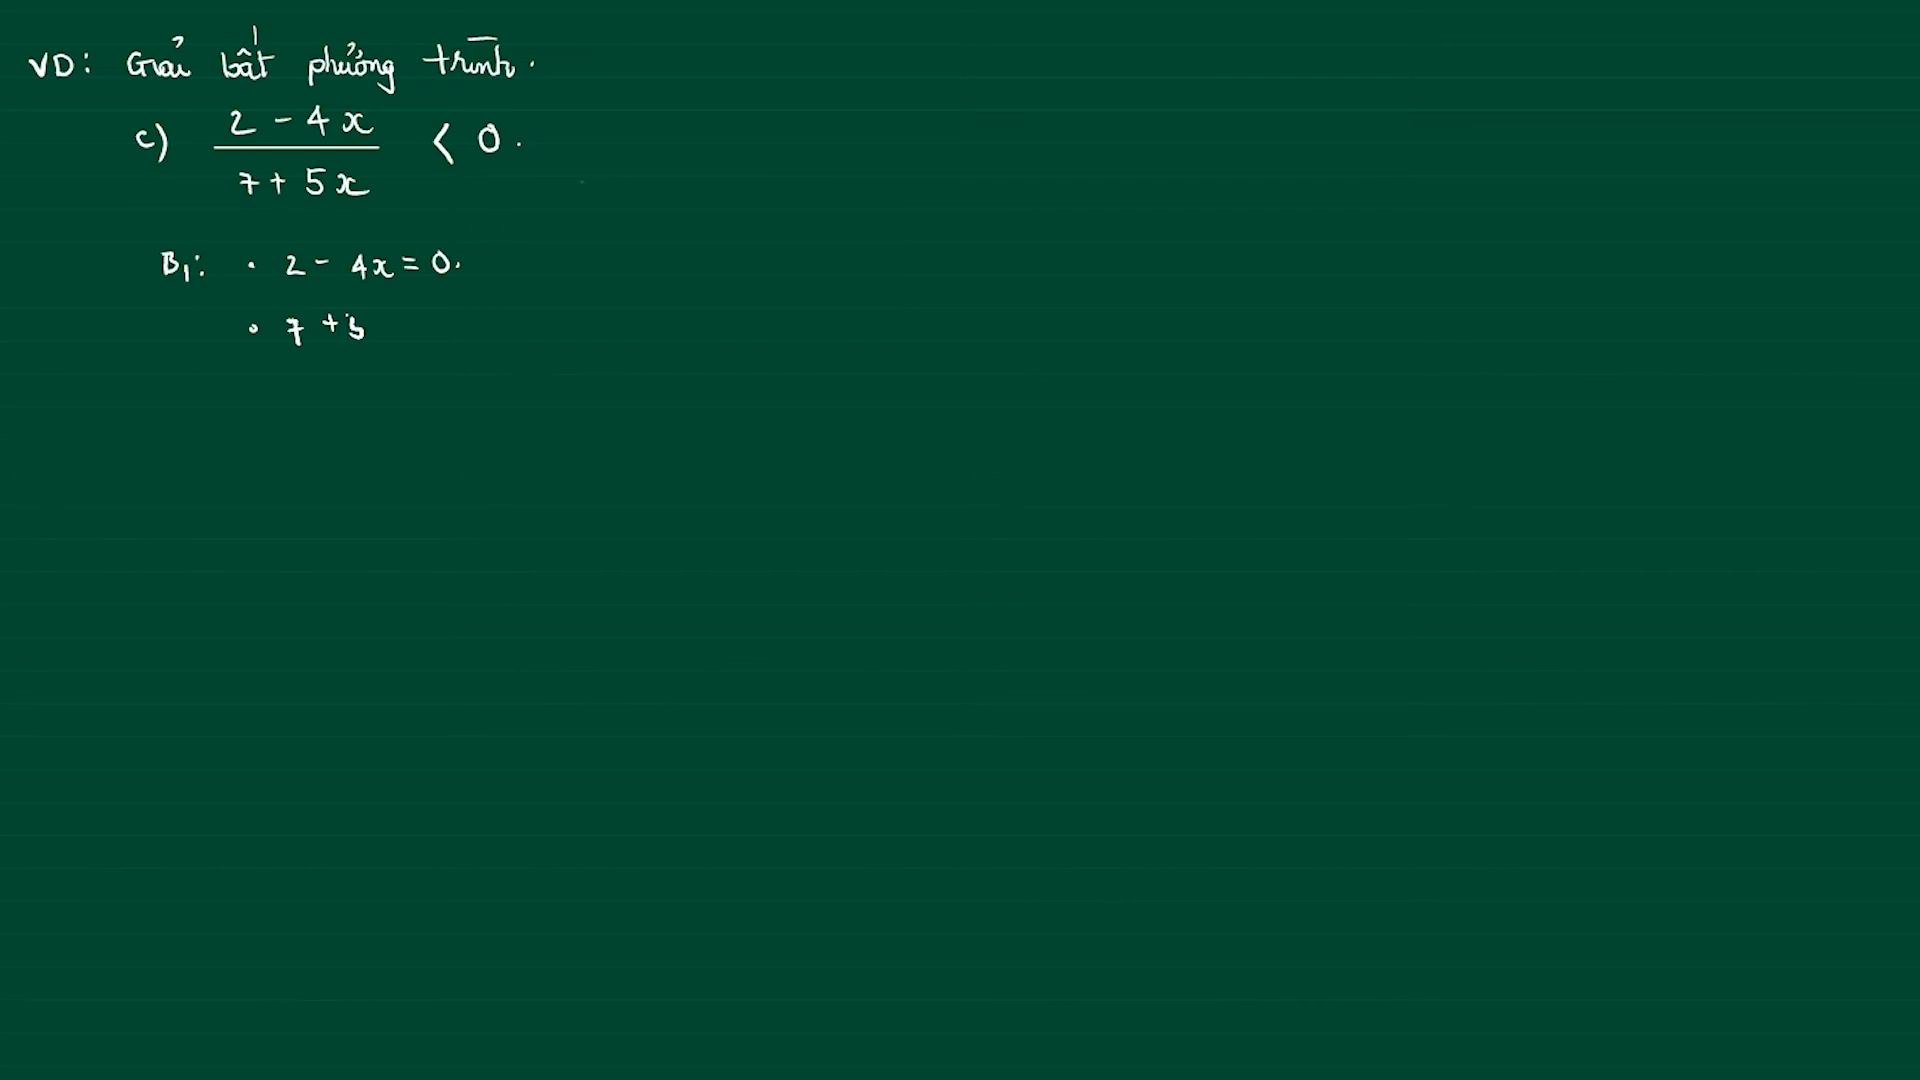 VD: Giải bất phương trình.
c) 2 - 4x / 7 + 5x < 0.
B1: • 2 - 4x = 0.
• 7 + 5